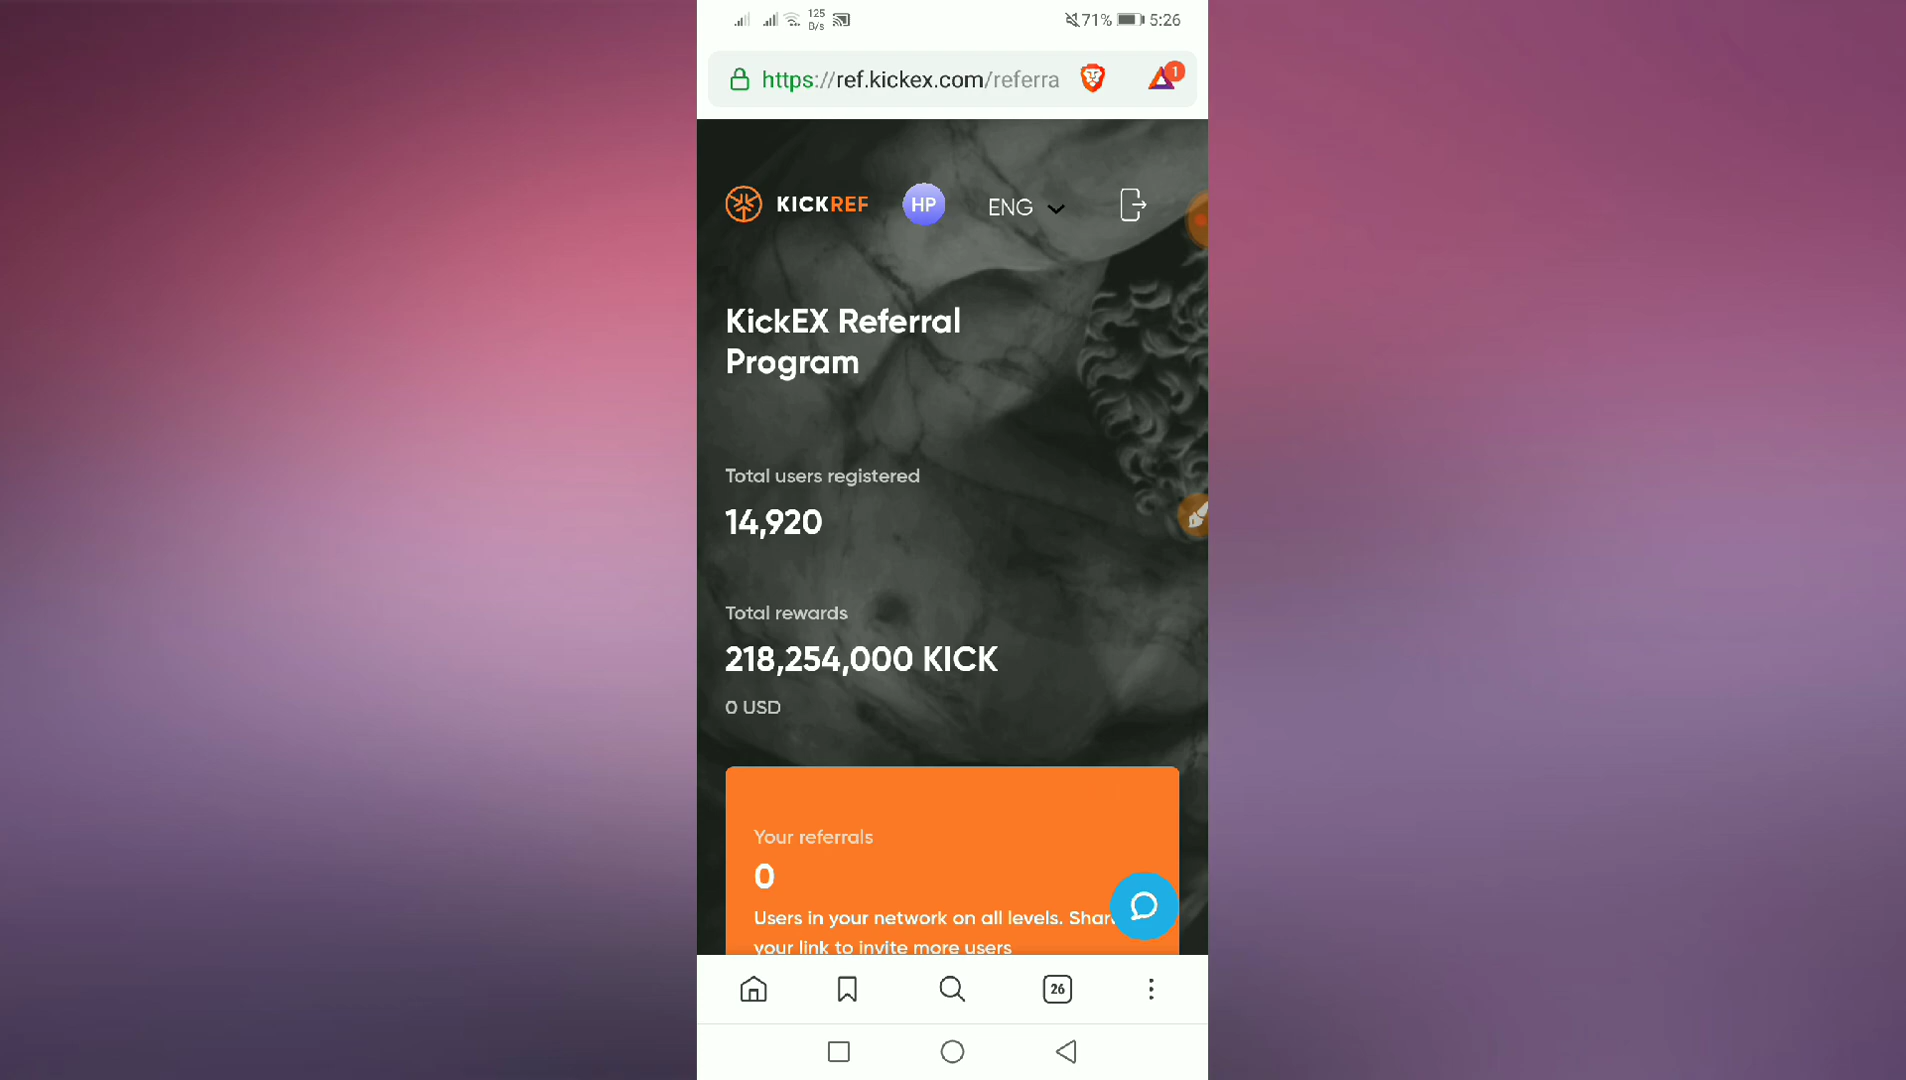 125
B/s
71%
5:26
https://ref.kickex.com/referra
1
KICKREF
HP
ENG
KickEX Referral
Program
Total users registered
14,920
Total rewards
218,254,000 KICK
0 USD
Your referrals
0
Users in your network on all levels. Shar
your link to invite more users
26